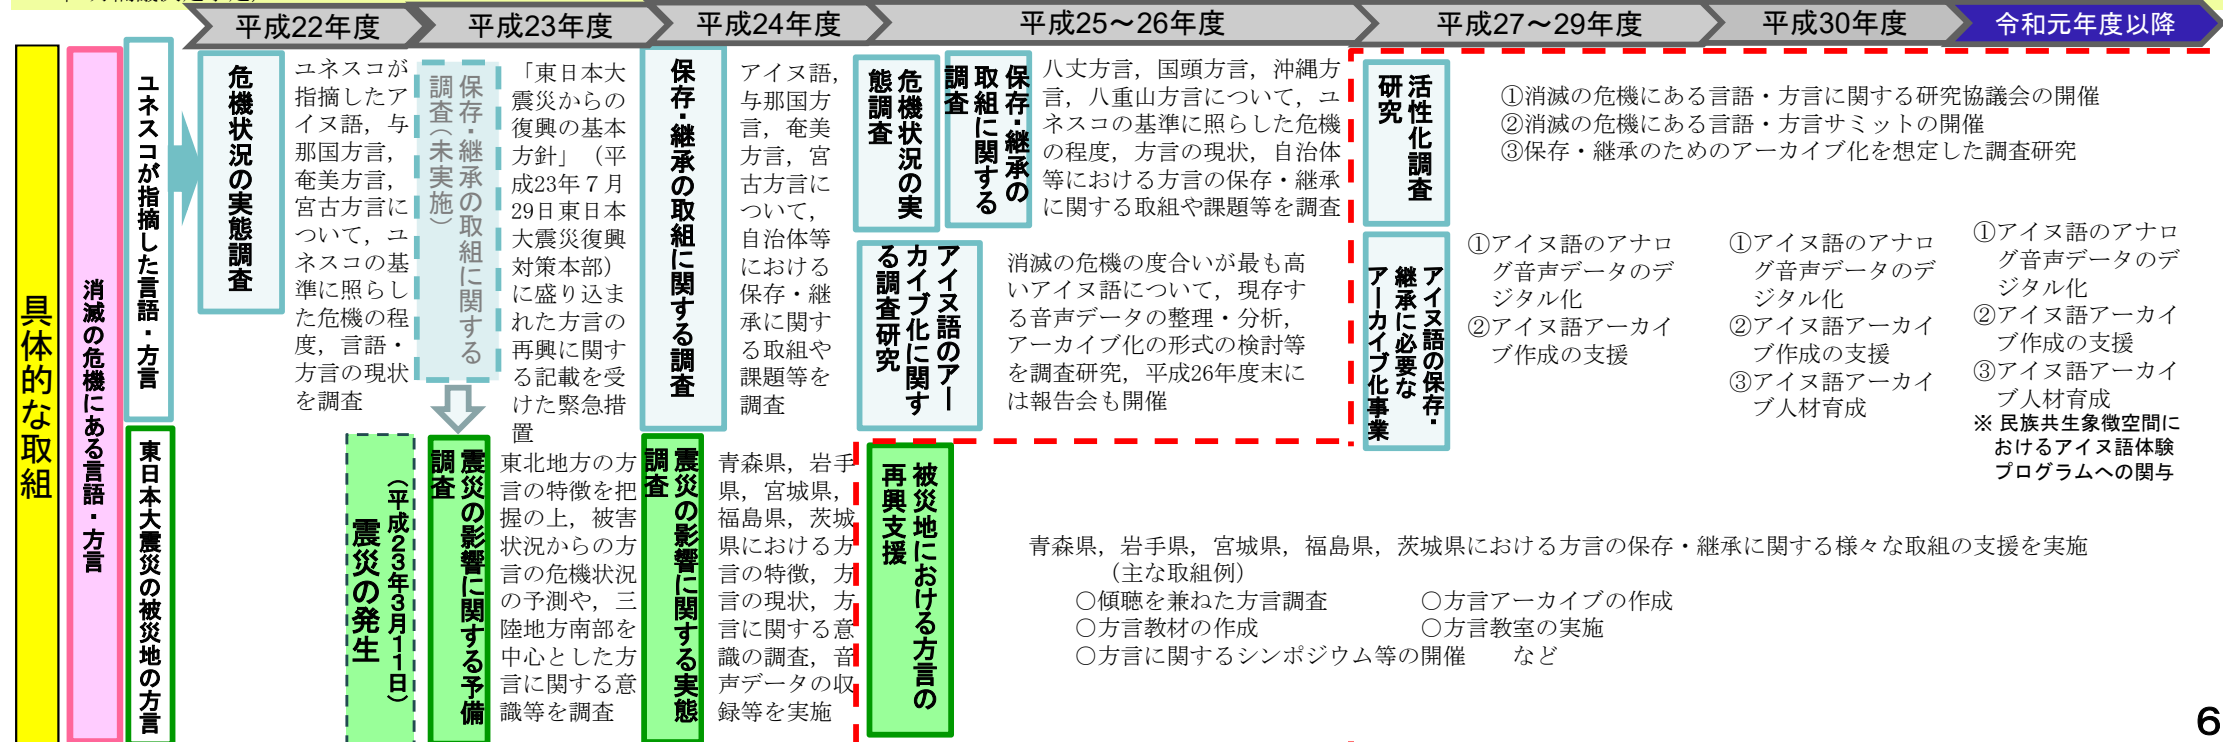 平成22年度
平成23年度
平成24年度
平成25～26年度
平成27～29年度
平成30年度
令和元年度以降
具体的な取組
消滅の危機にある言語・方言
ユネスコが指摘した言語・方言
危機状況の実態調査
ユネスコが
指摘したア
イヌ語，与
那国方言，
奄美方言，
宮古方言に
ついて，ユ
ネスコの基
準に照らし
た危機の程
度，言語・
方言の現状
を調査
保存・継承の取組に関する
調査（未実施）
「東日本大
震災からの
復興の基本
方針」（平
成23年７月
29日東日本
大震災復興
対策本部）
に盛り込ま
れた方言の
再興に関す
る記載を受
けた緊急措
置
保存・継承の取組に関する調査
アイヌ語，
与那国方
言，奄美
方言，宮
古方言に
ついて，
自治体等
における
保存・継
承に関す
る取組や
課題等を
調査
危機状況の実
態調査
保存・継承の
取組に関する
調査
八丈方言，国頭方言，沖縄方
言，八重山方言について，ユ
ネスコの基準に照らした危機
の程度，方言の現状，自治体
等における方言の保存・継承
に関する取組や課題等を調査
アイヌ語のアー
カイブ化に関す
る調査研究
消滅の危機の度合いが最も高
いアイヌ語について，現存す
る音声データの整理・分析，
アーカイブ化の形式の検討等
を調査研究，平成26年度末に
は報告会も開催
活性化調査
研究
①消滅の危機にある言語・方言に関する研究協議会の開催
②消滅の危機にある言語・方言サミットの開催
③保存・継承のためのアーカイブ化を想定した調査研究
アイヌ語の保存・
継承に必要な
アーカイブ化事業
①アイヌ語のアナロ
グ音声データのデ
ジタル化
②アイヌ語アーカイ
ブ作成の支援
①アイヌ語のアナロ
グ音声データのデ
ジタル化
②アイヌ語アーカイ
ブ作成の支援
③アイヌ語アーカイ
ブ人材育成
①アイヌ語のアナロ
グ音声データのデ
ジタル化
②アイヌ語アーカイ
ブ作成の支援
③アイヌ語アーカイ
ブ人材育成
※ 民族共生象徴空間に
おけるアイヌ語体験
プログラムへの関与
東日本大震災の被災地の方言
（平成23年3月11日）
震災の発生
震災の影響に関する予備
調査
東北地方の方
言の特徴を把
握の上，被害
状況からの方
言の危機状況
の予測や，三
陸地方南部を
中心とした方
言に関する意
識等を調査
震災の影響に関する実態
調査
青森県，岩手
県，宮城県，
福島県，茨城
県における方
言の特徴，方
言の現状，方
言に関する意
識の調査，音
声データの収
録等を実施
被災地における方言の
再興支援
青森県，岩手県，宮城県，福島県，茨城県における方言の保存・継承に関する様々な取組の支援を実施
（主な取組例）
○傾聴を兼ねた方言調査　○方言アーカイブの作成
○方言教材の作成　○方言教室の実施
○方言に関するシンポジウム等の開催　など
6